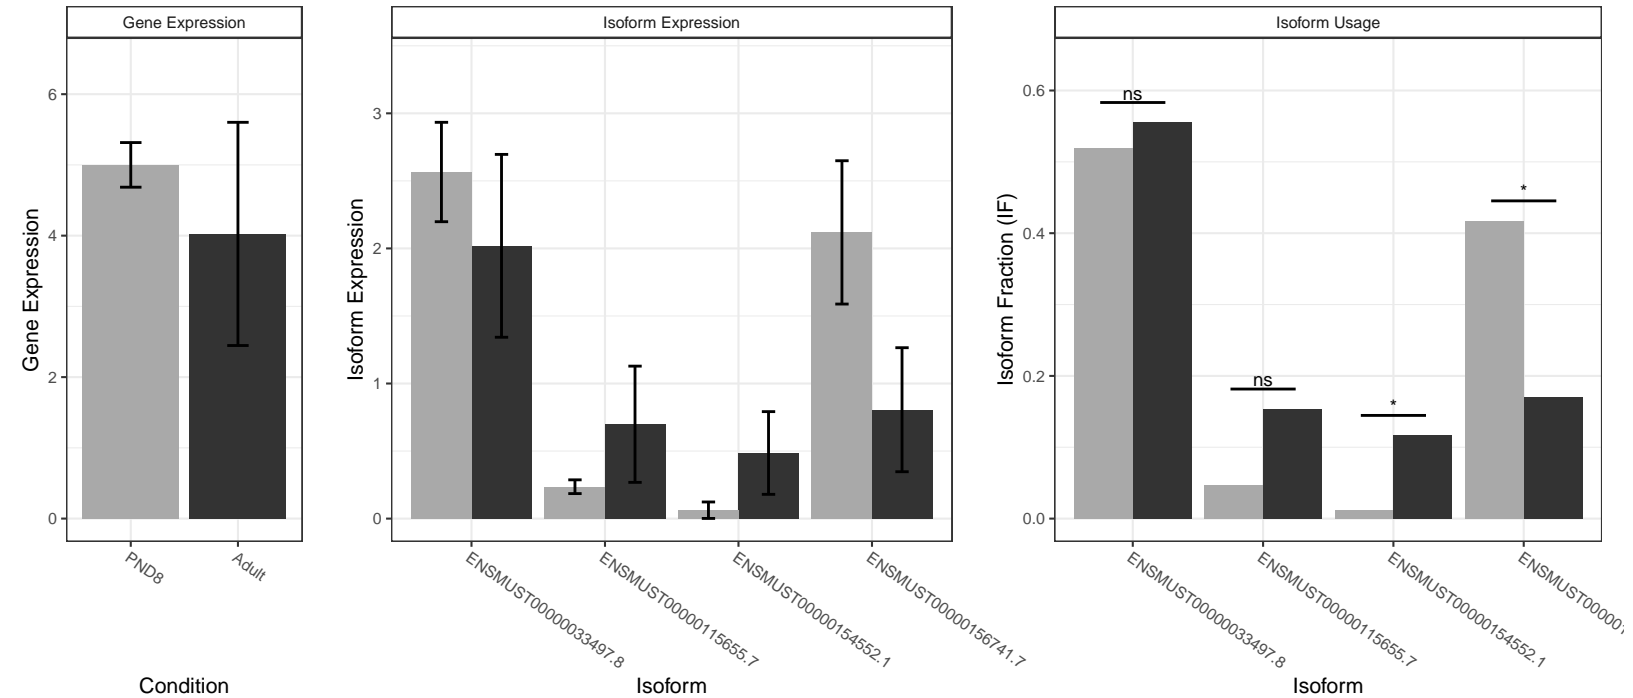 Gene Expression
Gene Expression
6
4
2
0
PND8
Adult
Condition
Isoform Expression
Isoform Expression
3
2
1
0
ENSMUST00000033497.8
ENSMUST00000115655.7
ENSMUST00000154552.1
ENSMUST00000156741.7
Isoform
Isoform Usage
Isoform Fraction (IF)
0.6
0.4
0.2
0.0
ns
ns
*
*
ENSMUST00000033497.8
ENSMUST00000115655.7
ENSMUST00000154552.1
ENSMUST000001
Isoform